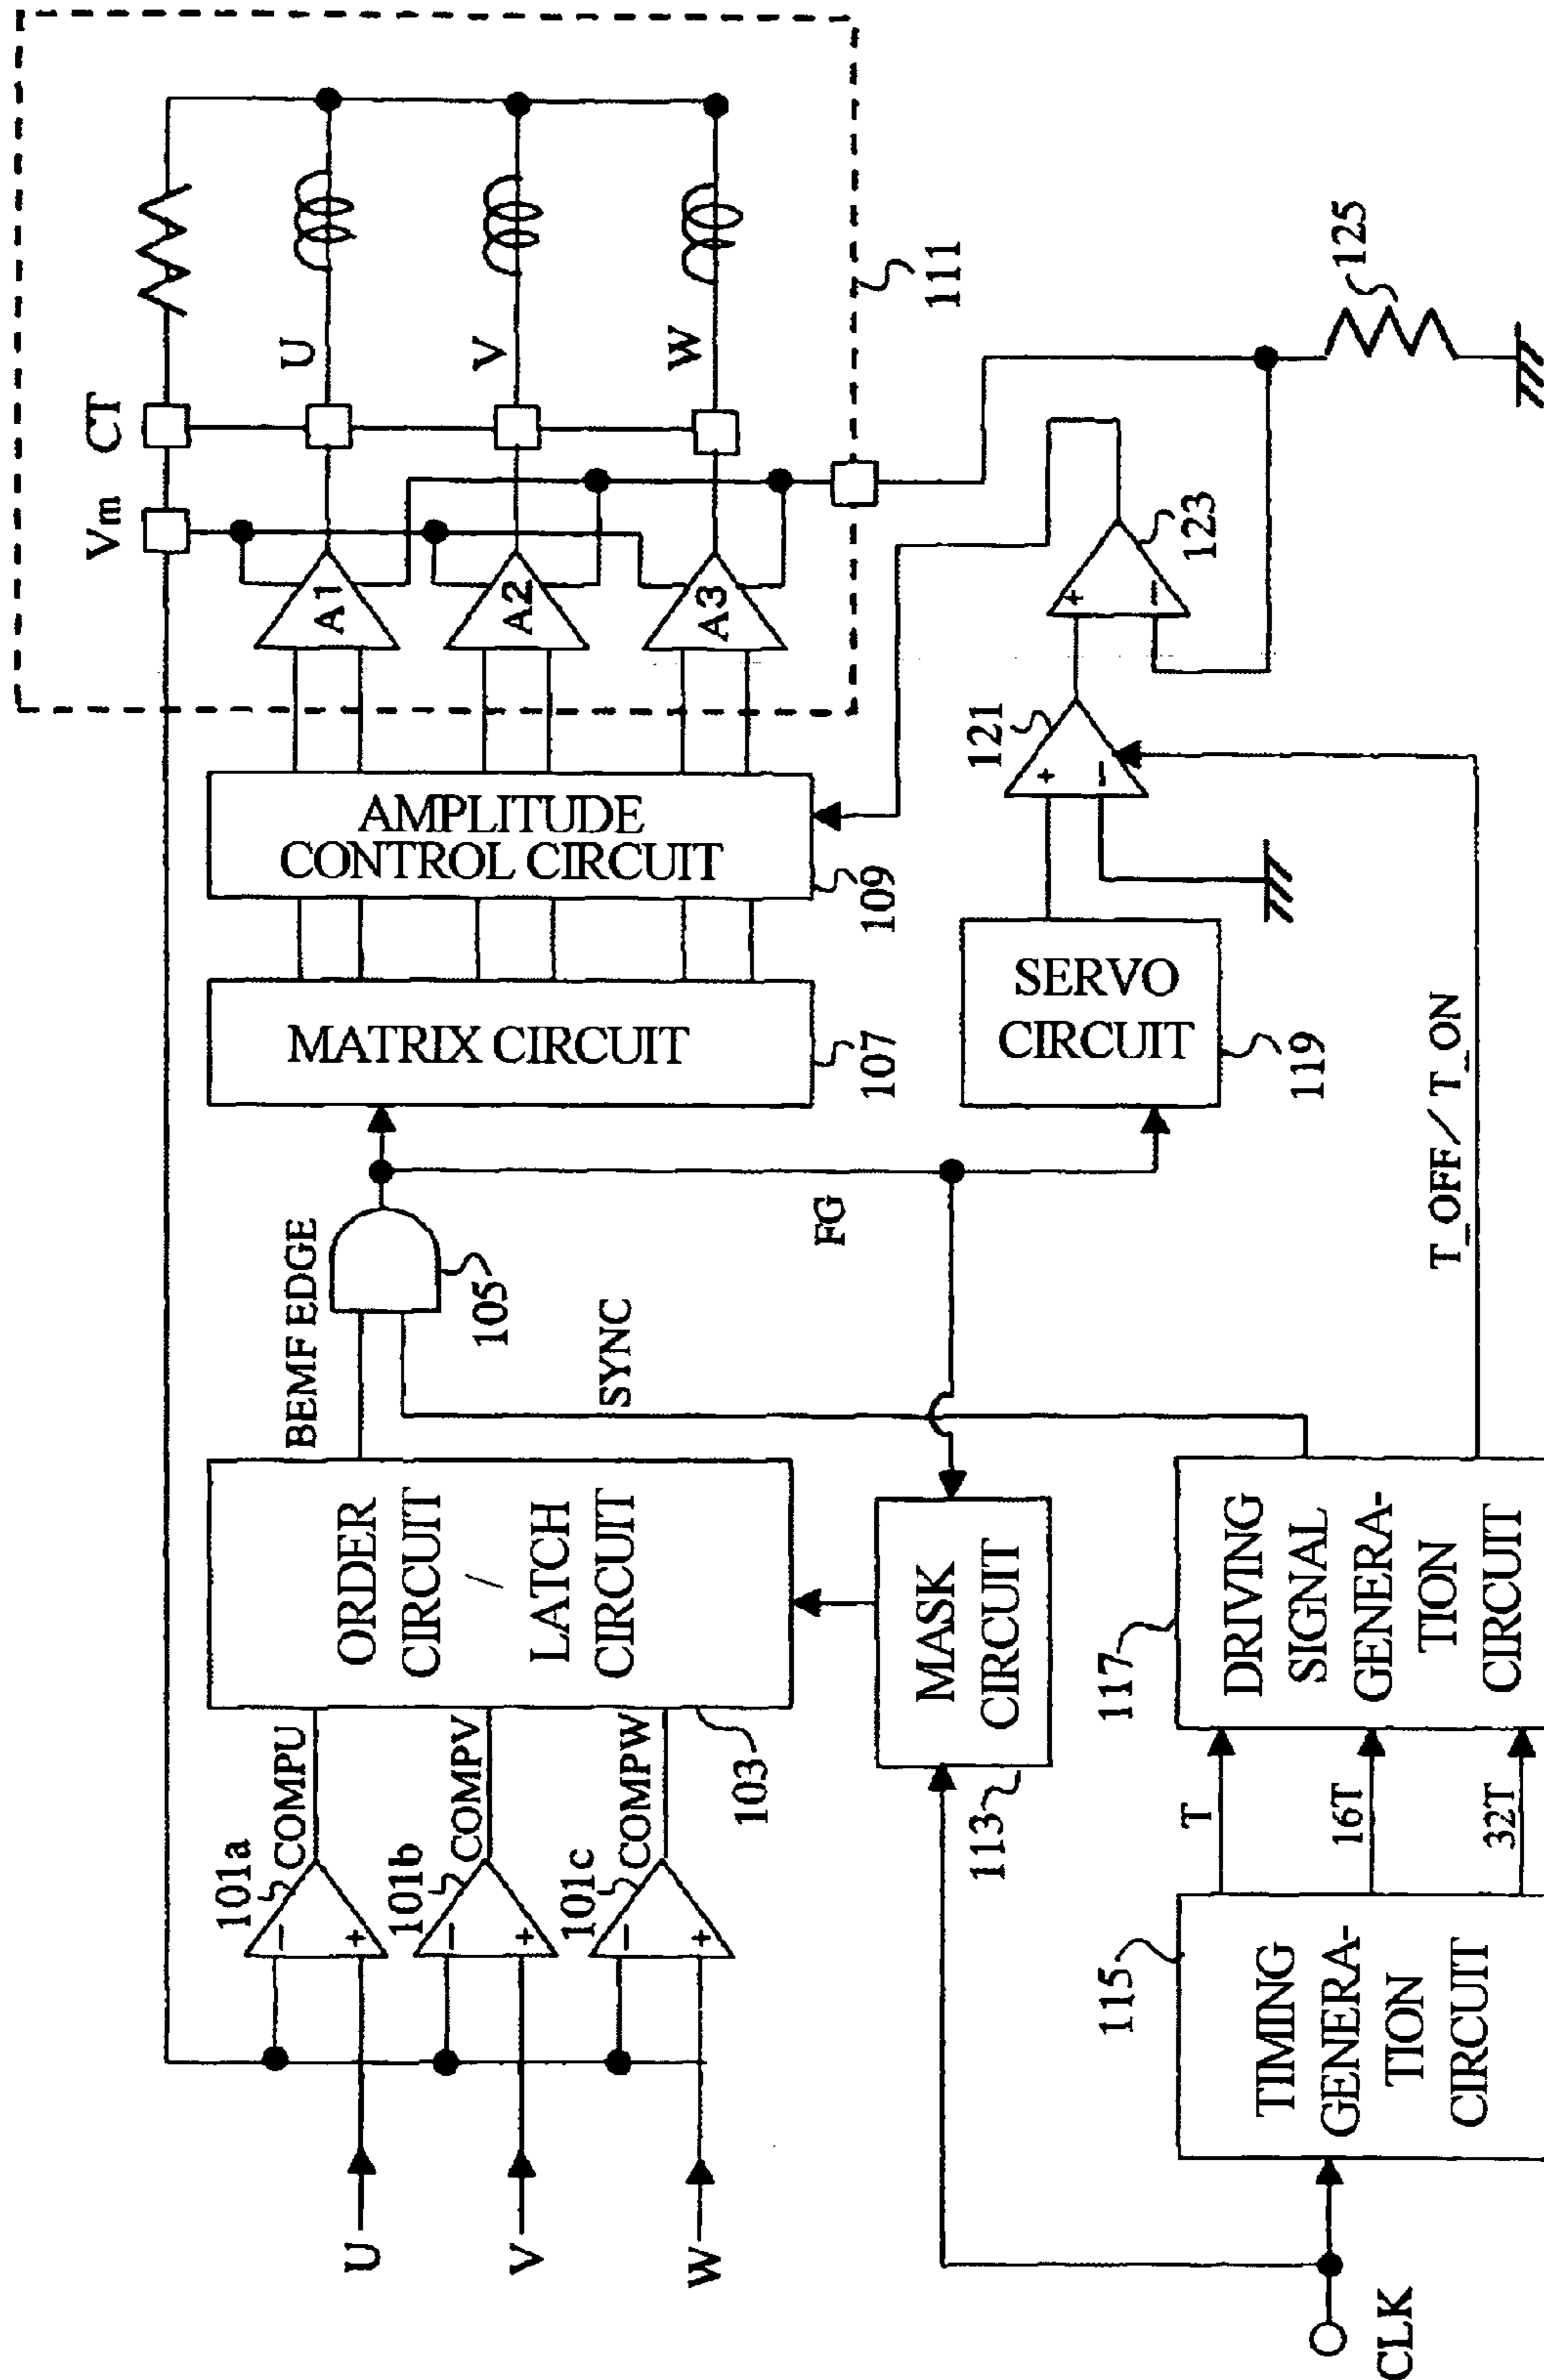 Vm
CT
U
V
W
A1
A2
A3
111
125
AMPLITUDE
CONTROL CIRCUIT
109
MATRIX CIRCUIT
107
121
+
−
123
+
−
SERVO
CIRCUIT
119
BEMF EDGE
105
SYNC
FG
T_OFF/T_ON
ORDER
CIRCUIT
/
LATCH
CIRCUIT
103
MASK
CIRCUIT
113
117
DRIVING
SIGNAL
GENERA-
TION
CIRCUIT
101a
COMPU
−
+
101b
COMPV
−
+
101c
COMPW
−
+
U
V
W
T
16T
32T
115
TIMING
GENERA-
TION
CIRCUIT
CLK